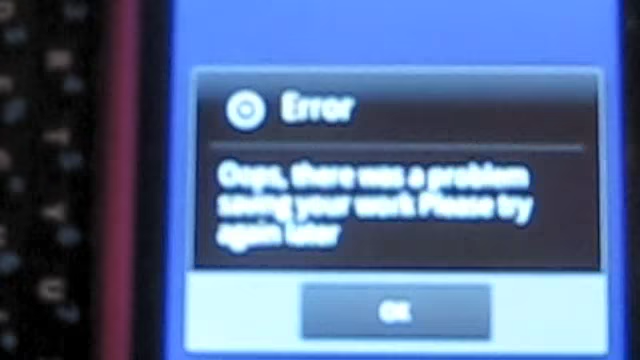 Error
Oops, there was a problem
saving your work Please try
again later
OK